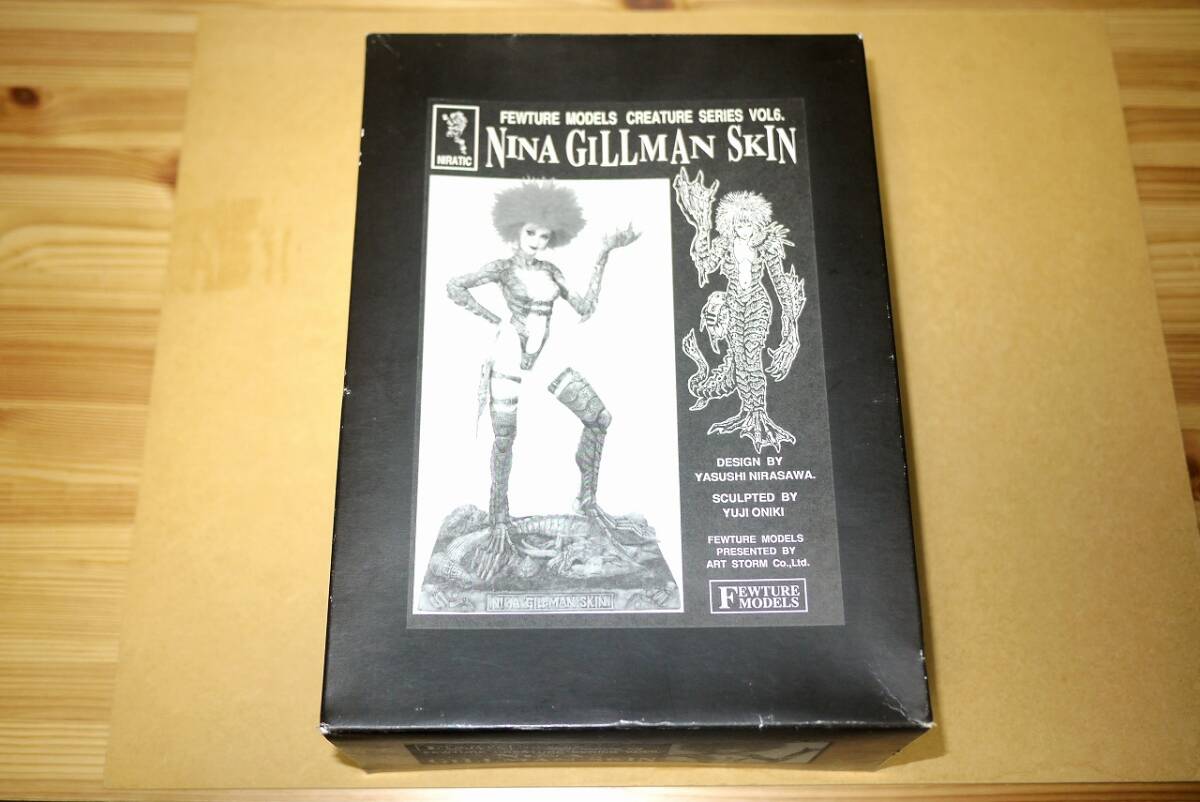 FEWTURE MODELS CREATURE SERIES VOL6.
NIRATIC
NINA GILLMAN SKIN
NINA GILLMAN SKIN
DESIGN BY
YASUSHI NIRASAWA.
SCULPTED BY
YUJI ONIKI
FEWTURE MODELS
PRESENTED BY
ART STORM Co.,Ltd.
FEWTURE
MODELS